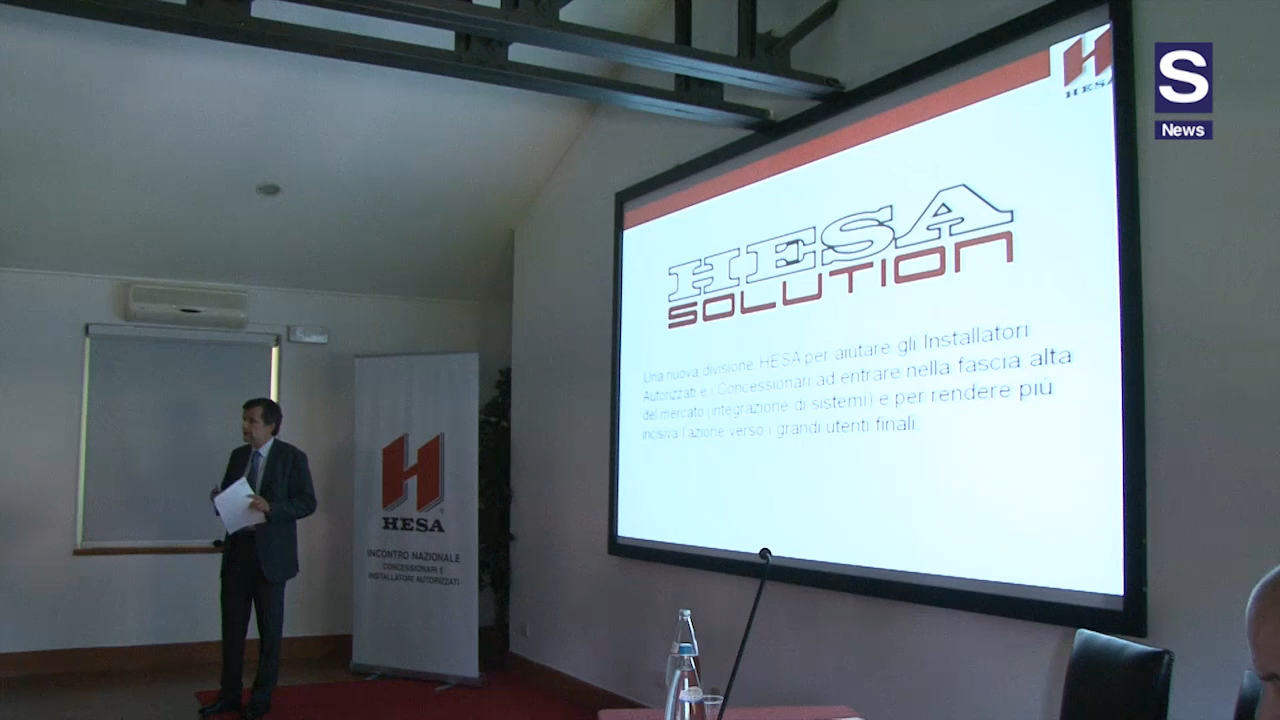 HESA
S
News
HESA
SOLUTION
Una nuova divisione HESA per aiutare gli Installatori
Autorizzati e i Concessionari ad entrare nella fascia alta
del mercato (integrazione di sistemi) e per rendere più
incisiva l'azione verso i grandi utenti finali.
HESA
INCONTRO NAZIONALE
CONCESSIONARI E
INSTALLATORI AUTORIZZATI